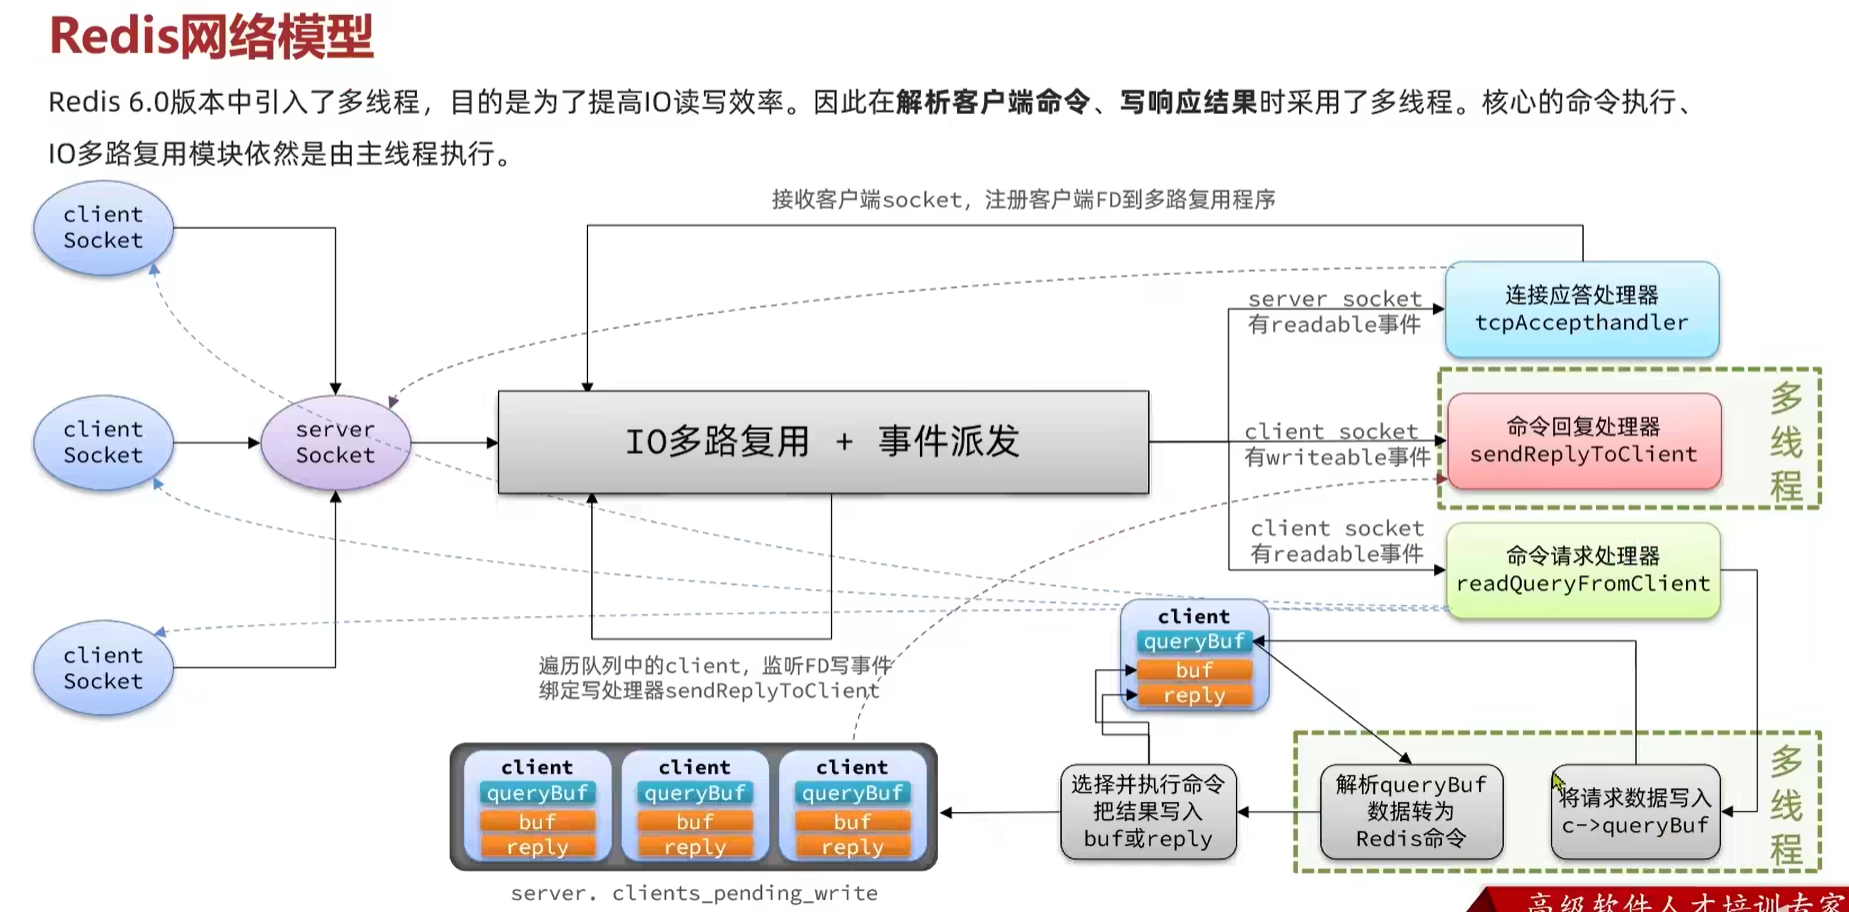 Redis网络模型
Redis 6.0版本中引入了多线程，目的是为了提高IO读写效率。因此在解析客户端命令、写响应结果时采用了多线程。核心的命令执行、
IO多路复用模块依然是由主线程执行。
接收客户端socket，注册客户端FD到多路复用程序
client
Socket
client
Socket
client
Socket
server
Socket
IO多路复用 + 事件派发
server socket
有readable事件
连接应答处理器
tcpAccepthandler
client socket
有writeable事件
命令回复处理器
sendReplyToClient
多
线
程
client socket
有readable事件
命令请求处理器
readQueryFromClient
client
queryBuf
buf
reply
遍历队列中的client，监听FD写事件
绑定写处理器sendReplyToClient
client
queryBuf
buf
reply
client
queryBuf
buf
reply
client
queryBuf
buf
reply
server. clients_pending_write
选择并执行命令
把结果写入
buf或reply
解析queryBuf
数据转为
Redis命令
将请求数据写入
c->queryBuf
多
线
程
高级软件人才培训专家